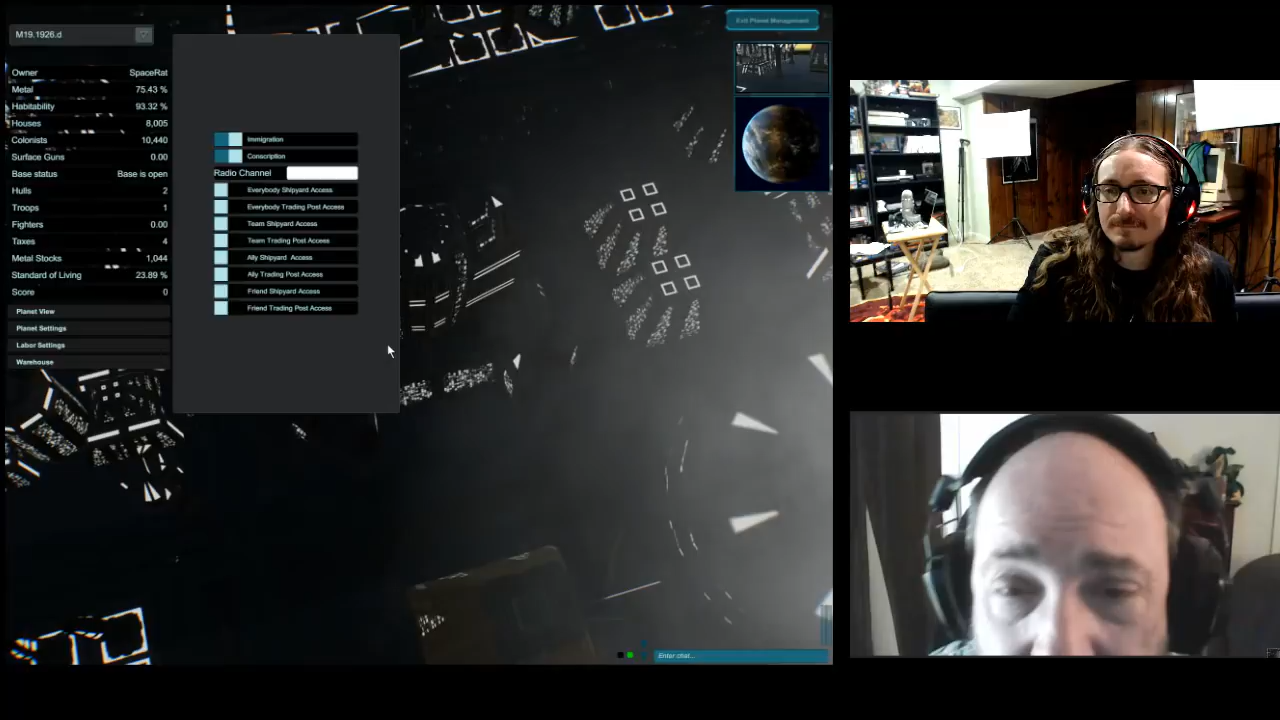 M19.1926.d
Exit Planet Management
Owner SpaceRat
Metal 75.43 %
Habitability 93.32 %
Houses 8,005
Colonists 10,440
Surface Guns 0.00
Base status Base is open
Hulls 2
Troops 1
Fighters 0.00
Taxes 4
Metal Stocks 1,044
Standard of Living 23.89 %
Score 0
Planet View
Planet Settings
Labor Settings
Warehouse
Immigration
Conscription
Radio Channel
Everybody Shipyard Access
Everybody Trading Post Access
Team Shipyard Access
Team Trading Post Access
Ally Shipyard Access
Ally Trading Post Access
Friend Shipyard Access
Friend Trading Post Access
Enter chat...